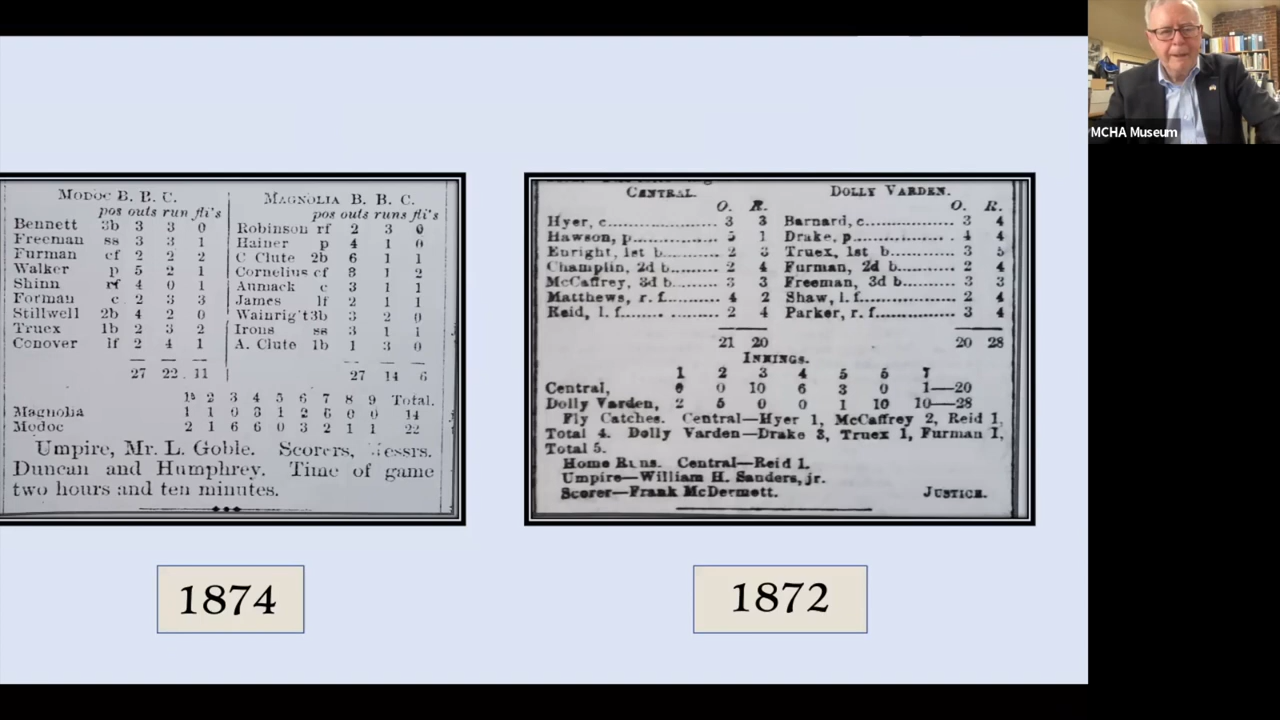 MODOC B. B. C.
pos outs run fli's
Bennett 3b 3 3 0
Freeman ss 3 3 1
Furman cf 2 2 2
Walker p 5 2 1
Shinn rf 4 0 1
Forman c 2 3 3
Stillwell 2b 4 2 0
Truex 1b 2 3 2
Conover lf 2 4 1
27 22 11
MAGNOLIA B. B. C.
pos outs runs fli's
Robinson rf 2 3 0
Hainer p 4 1 0
C Clute 2b 6 1 1
Cornelius cf 3 1 2
Aumack c 3 1 1
James lf 2 1 1
Wainrig't 3b 3 2 0
Irons ss 3 1 1
A. Clute 1b 1 3 0
27 14 6
1 2 3 4 5 6 7 8 9 Total.
Magnolia 1 1 0 3 1 2 6 0 0 14
Modoc 2 1 6 6 0 3 2 1 1 22
Umpire, Mr. L. Goble. Scorers,
Duncan and Humphrey. Time of game
two hours and ten minutes.
1874
CENTRAL.
O. R.
Hyer, c. 3 3
Hawson, p. 5 1
Enright, 1st b. 2 3
Champlin, 2d b. 2 4
McCaffrey, 3d b. 3 3
Matthews, r. f. 4 2
Reid, l. f. 2 4
21 20
DOLLY VARDEN.
O. R.
Barnard, c. 3 4
Drake, p. 4 4
Truex, 1st b. 3 5
Furman, 2d b. 2 4
Freeman, 3d b. 3 3
Shaw, l. f. 2 4
Parker, r. f. 3 4
20 28
INNINGS.
1 2 3 4 5 6 7
Central, 0 0 10 6 3 0 1—20
Dolly Varden, 2 5 0 0 1 10 10—28
Fly Catches. Central—Hyer 1, McCaffrey 2, Reid 1,
Total 4. Dolly Varden—Drake 3, Truex 1, Furman 1,
Total 5.
Home Runs. Central—Reid 1.
Umpire—William H. Sanders, jr.
Scorer—Frank McDermott. JUSTICE.
1872
MCHA Museum